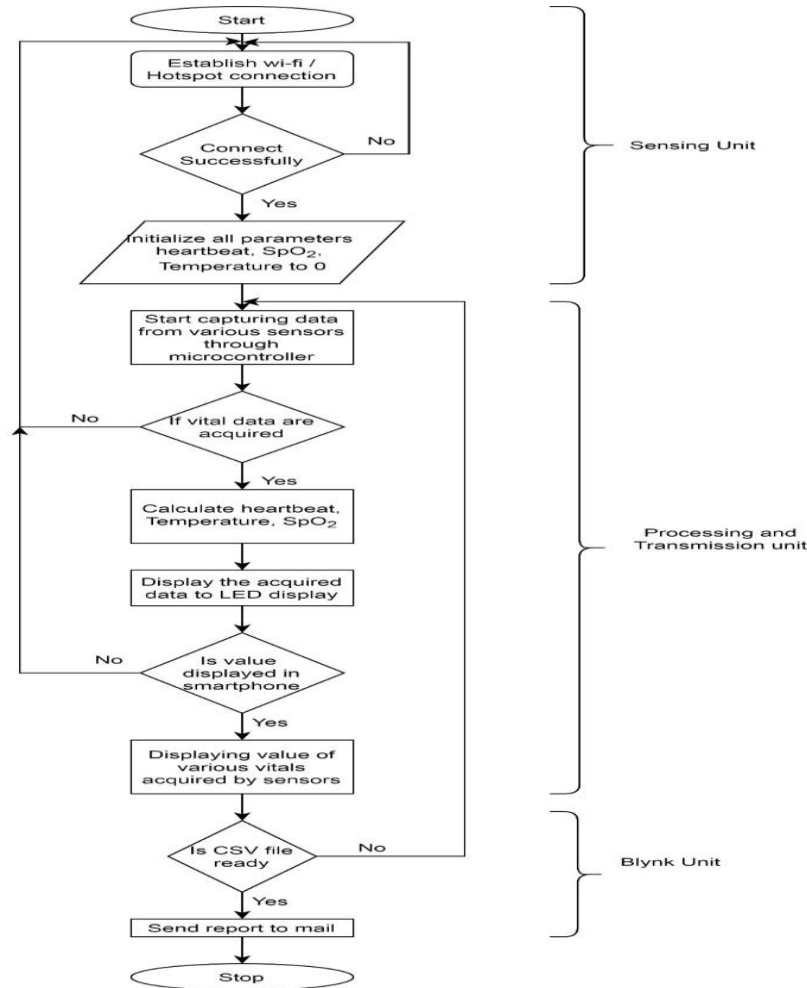 Start
Establish wi-fi /
Hotspot connection
No
Connect
Successfully
Sensing Unit
Yes
Initialize all parameters
heartbeat, SpO₂,
Temperature to 0
Start capturing data
from various sensors
through
microcontroller
No
If vital data are
acquired
Yes
Calculate heartbeat,
Temperature, SpO₂
Processing and
Transmission unit
Display the acquired
data to LED display
No
Is value
displayed in
smartphone
Yes
Displaying value of
various vitals
acquired by sensors
Is CSV file
ready
No
Blynk Unit
Yes
Send report to mail
Stop